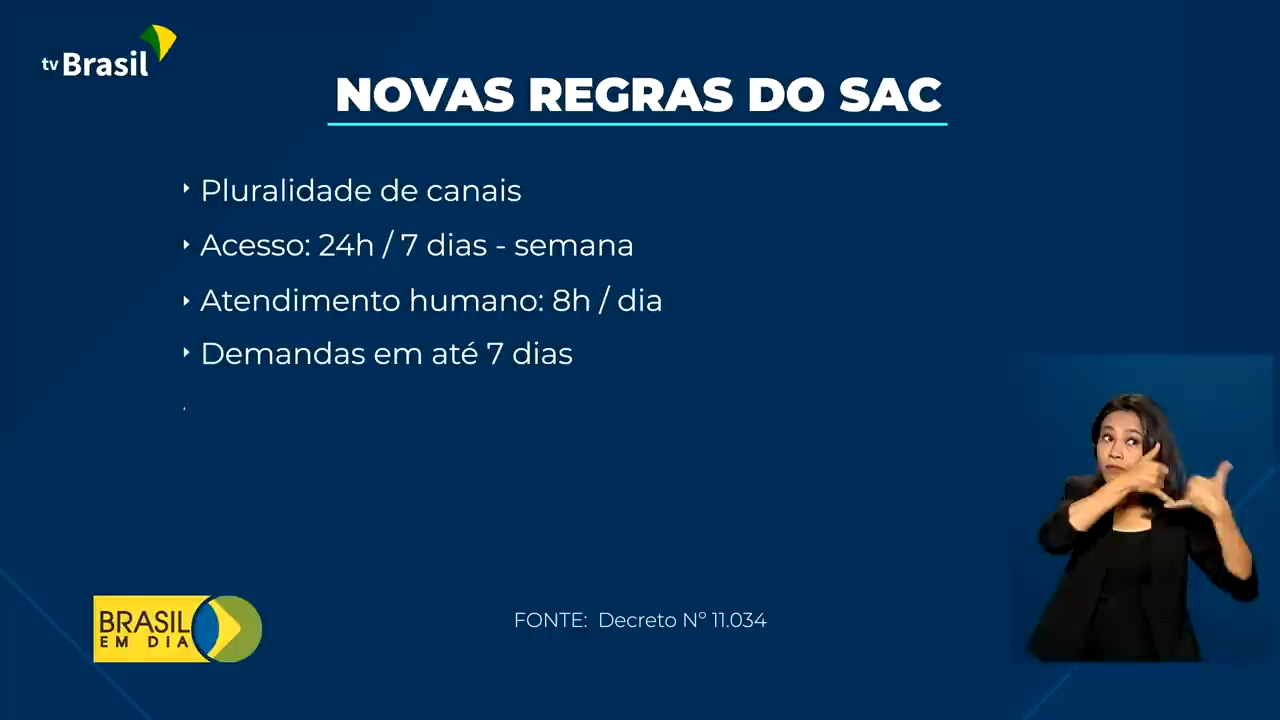 tv Brasil
NOVAS REGRAS DO SAC
Pluralidade de canais
Acesso: 24h / 7 dias - semana
Atendimento humano: 8h / dia
Demandas em até 7 dias
BRASIL
EM DIA
FONTE: Decreto Nº 11.034